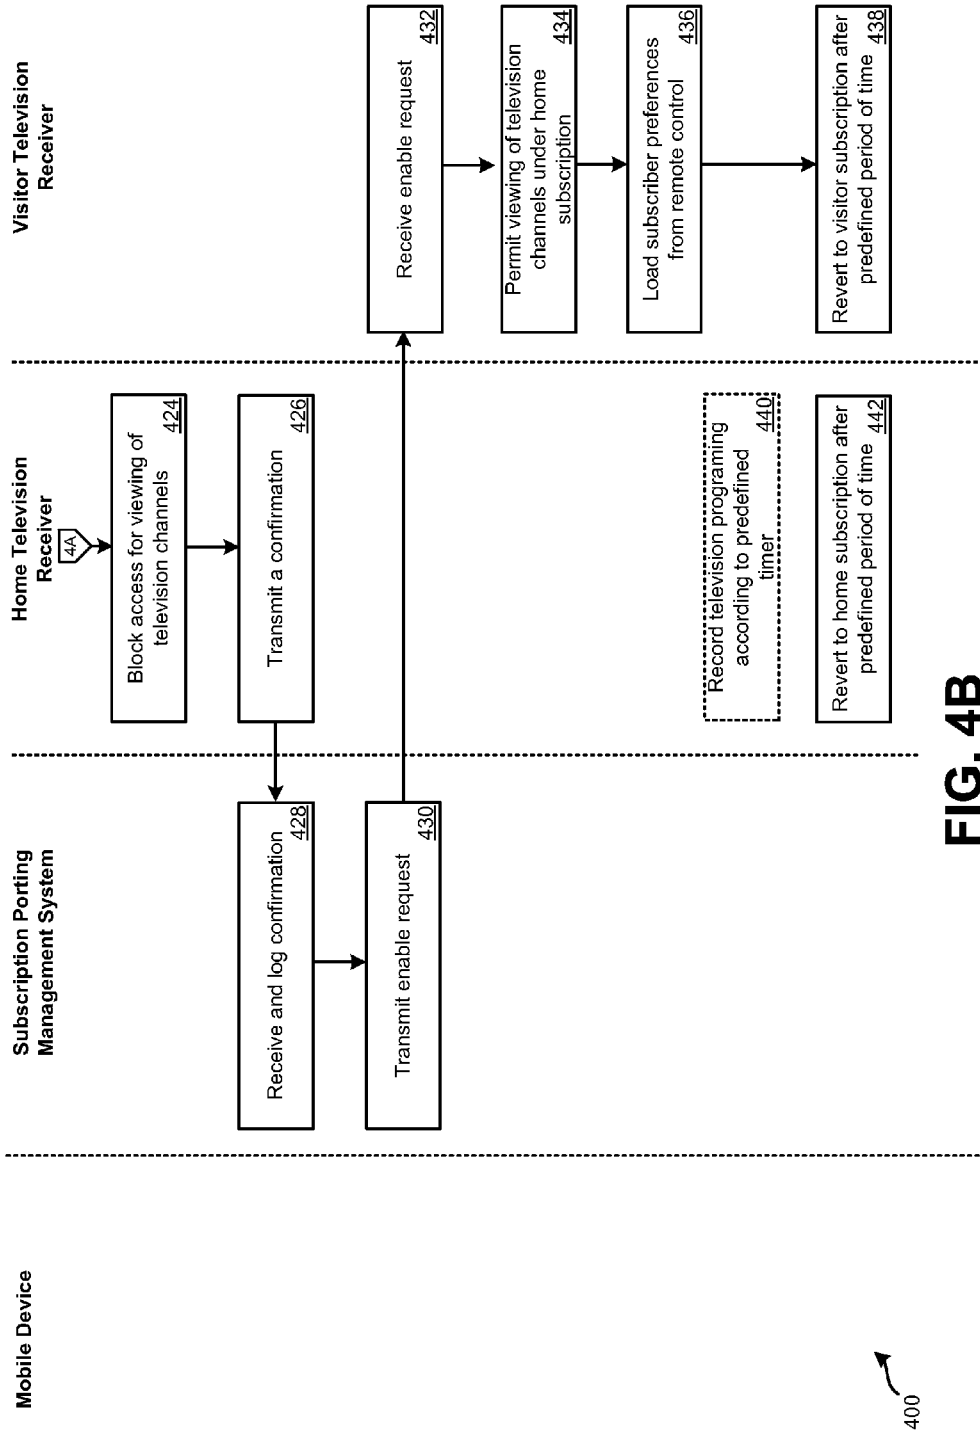 Mobile Device
Subscription Porting
Management System
Home Television
Receiver
Visitor Television
Receiver
4A
Block access for viewing of
television channels
424
Transmit a confirmation
426
Receive and log confirmation
428
Transmit enable request
430
Receive enable request
432
Permit viewing of television
channels under home
subscription
434
Load subscriber preferences
from remote control
436
Record television programing
according to predefined
timer
440
Revert to home subscription after
predefined period of time
442
Revert to visitor subscription after
predefined period of time
438
400
FIG. 4B